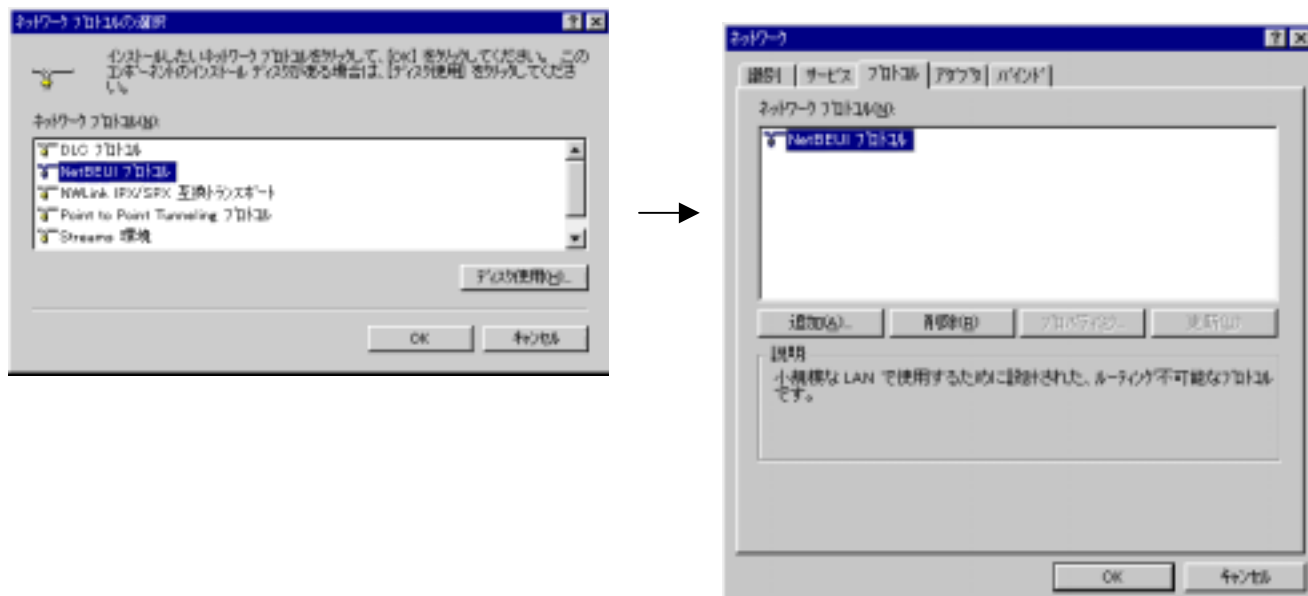 ネットワーク プロトコルの選択
インストールしたいネットワーク プロトコルをクリックして、[OK] をクリックしてください。この
コンポーネントのインストール ディスクがある場合は、[ディスク使用] をクリックしてくださ
い。
ネットワーク プロトコル(N):
DLC プロトコル
NetBEUI プロトコル
NWLink IPX/SPX 互換トランスポート
Point to Point Tunneling プロトコル
Streams 環境
ディスク使用(H)...
OK
キャンセル
ネットワーク
識別
サービス
プロトコル
アダプタ
バインド
ネットワーク プロトコル(N):
NetBEUI プロトコル
追加(A)...
削除(R)
プロパティ(P)...
更新(U)
説明
小規模な LAN で使用するために設計された、ルーティング不可能なプロトコル
です。
OK
キャンセル